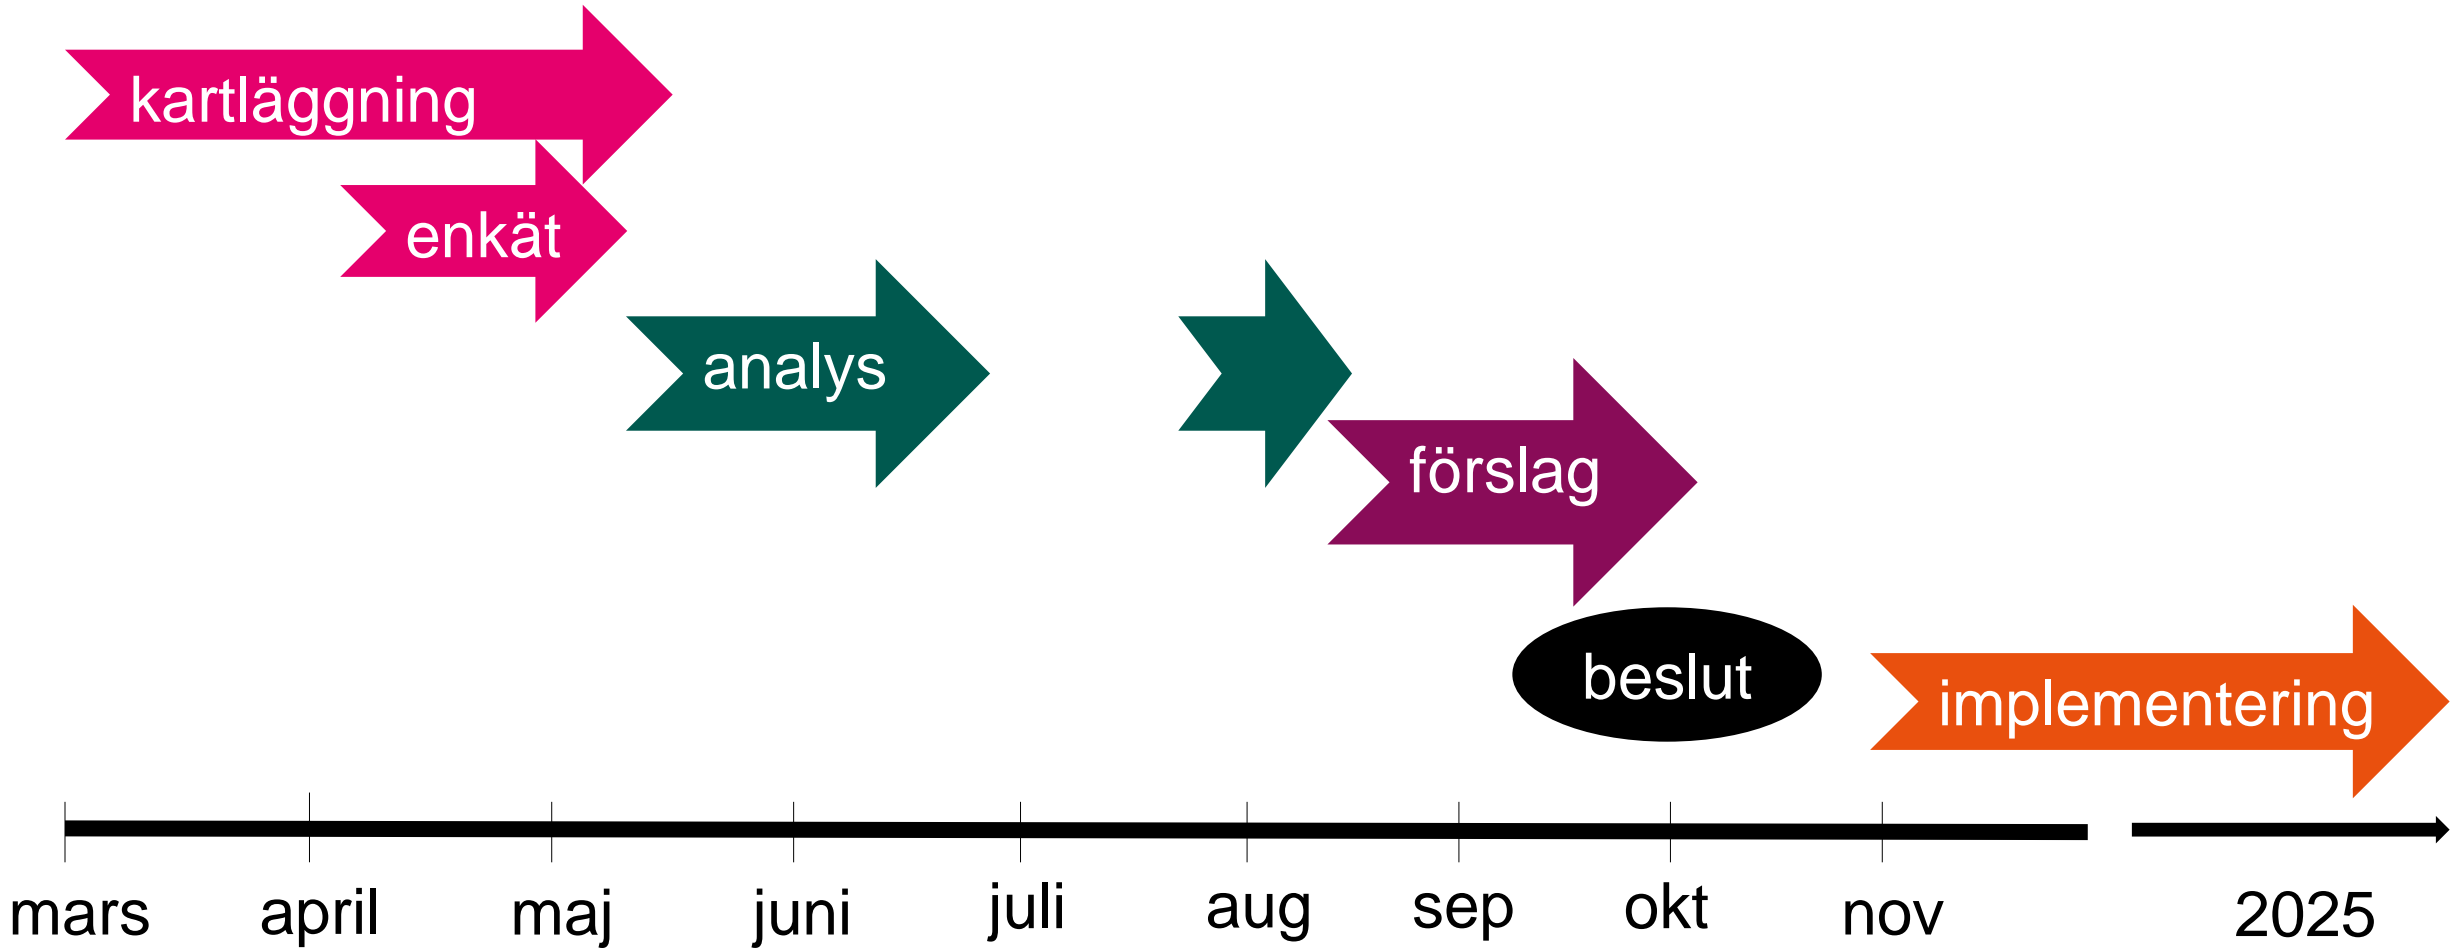 kartläggning
enkät
analys
förslag
beslut
implementering
mars april maj juni juli aug sep okt nov 2025